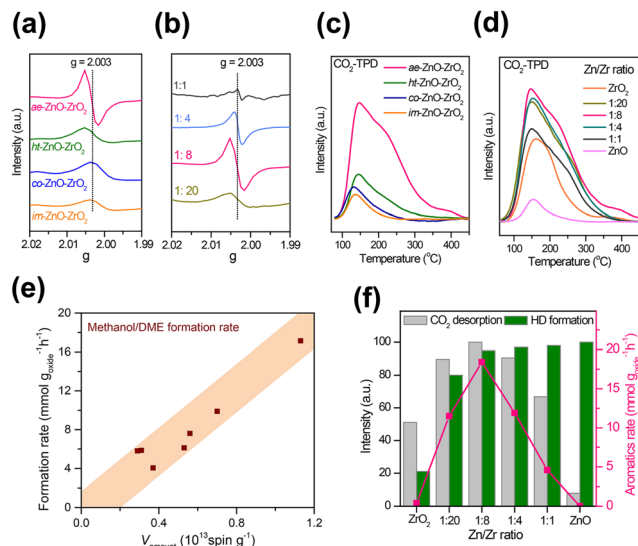 (a)
g = 2.003
ae-ZnO-ZrO₂
ht-ZnO-ZrO₂
co-ZnO-ZrO₂
im-ZnO-ZrO₂
Intensity (a.u.)
2.02 2.01 2.00 1.99
g
(b)
g = 2.003
1:1
1: 4
1: 8
1: 20
2.02 2.01 2.00 1.99
g
(c)
CO₂-TPD
ae-ZnO-ZrO₂
ht-ZnO-ZrO₂
co-ZnO-ZrO₂
im-ZnO-ZrO₂
Intensity (a.u.)
100 200 300 400
Temperature (°C)
(d)
CO₂-TPD
Zn/Zr ratio
ZrO₂
1:20
1:8
1:4
1:1
ZnO
Intensity (a.u.)
100 200 300 400
Temperature (°C)
(e)
Methanol/DME formation rate
Formation rate (mmol g_oxide⁻¹h⁻¹)
20
16
12
8
4
0.0 0.4 0.8 1.2
(10¹³spin g⁻¹)
(f)
CO₂ desorption HD formation
Intensity (a.u.)
100
80
60
40
20
0
Aromatics rate (mmol g_oxide⁻¹h⁻¹)
20
15
10
5
0
ZrO₂ 1:20 1:8 1:4 1:1 ZnO
Zn/Zr ratio